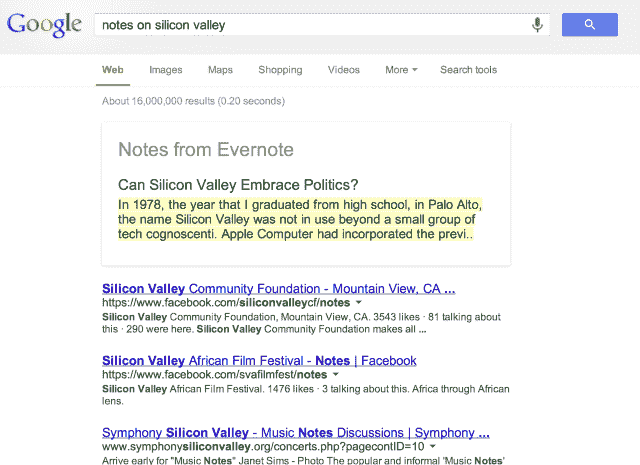 Google notes on silicon valley
Web Images Maps Shopping Videos More Search tools
About 16,000,000 results (0.20 seconds)
Notes from Evernote
Can Silicon Valley Embrace Politics?
In 1978, the year that I graduated from high school, in Palo Alto,
the name Silicon Valley was not in use beyond a small group of
tech cognoscenti. Apple Computer had incorporated the previ..
Silicon Valley Community Foundation - Mountain View, CA ...
https://www.facebook.com/siliconvalleycf/notes
Silicon Valley Community Foundation, Mountain View, CA. 3543 likes · 81 talking about
this · 290 were here. Silicon Valley Community Foundation makes all ...
Silicon Valley African Film Festival - Notes | Facebook
https://www.facebook.com/svafilmfest/notes
Silicon Valley African Film Festival. 1476 likes · 3 talking about this. Africa through African
lens.
Symphony Silicon Valley - Music Notes Discussions | Symphony ...
www.symphonysiliconvalley.org/concerts.php?pagecontID=10
Arrive early for "Music Notes" Janet Sims - Photo The popular and informal 'Music Notes'